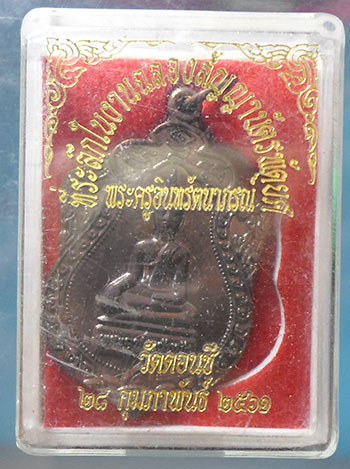 ที่ระลึกในงานฉลองสัญญาบัตรพัดยศ
พระครูอินทรัตนาภรณ์
วัดดอนชี
๒๘ กุมภาพันธ์ ๒๕๖๑